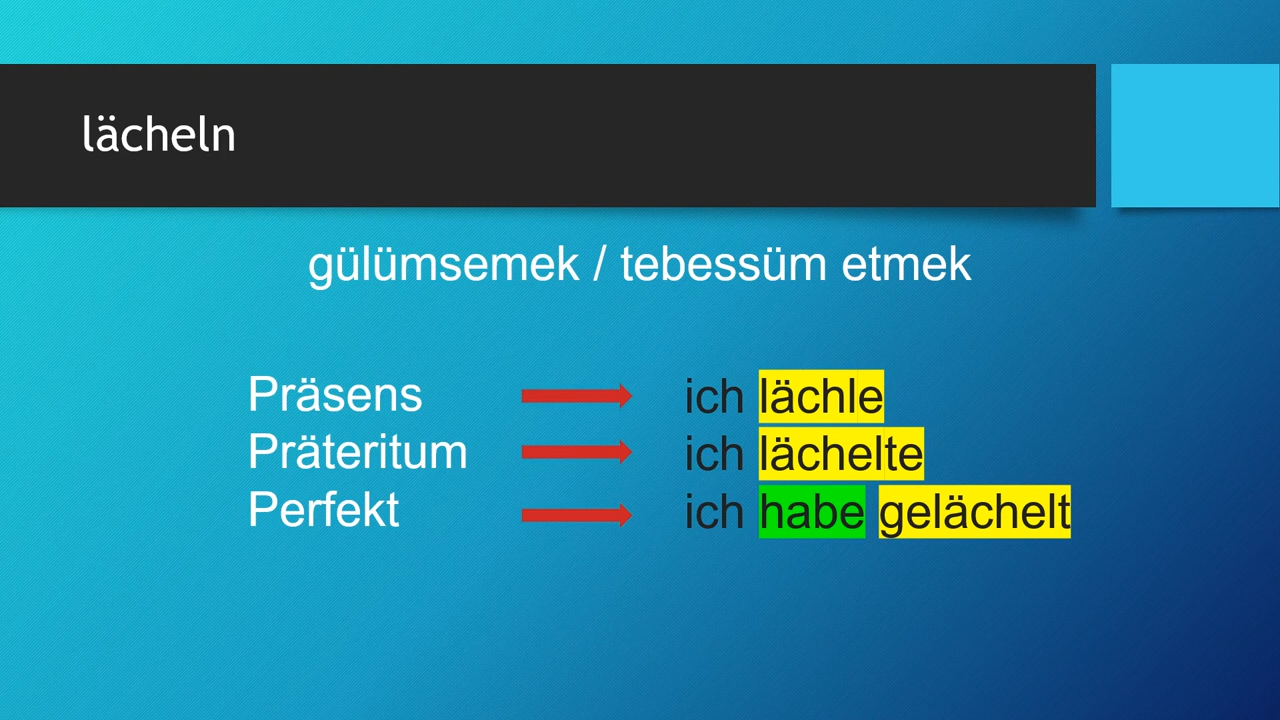 lächeln
gülümsemek / tebessüm etmek
Präsens ich lächle
Präteritum ich lächelte
Perfekt ich habe gelächelt